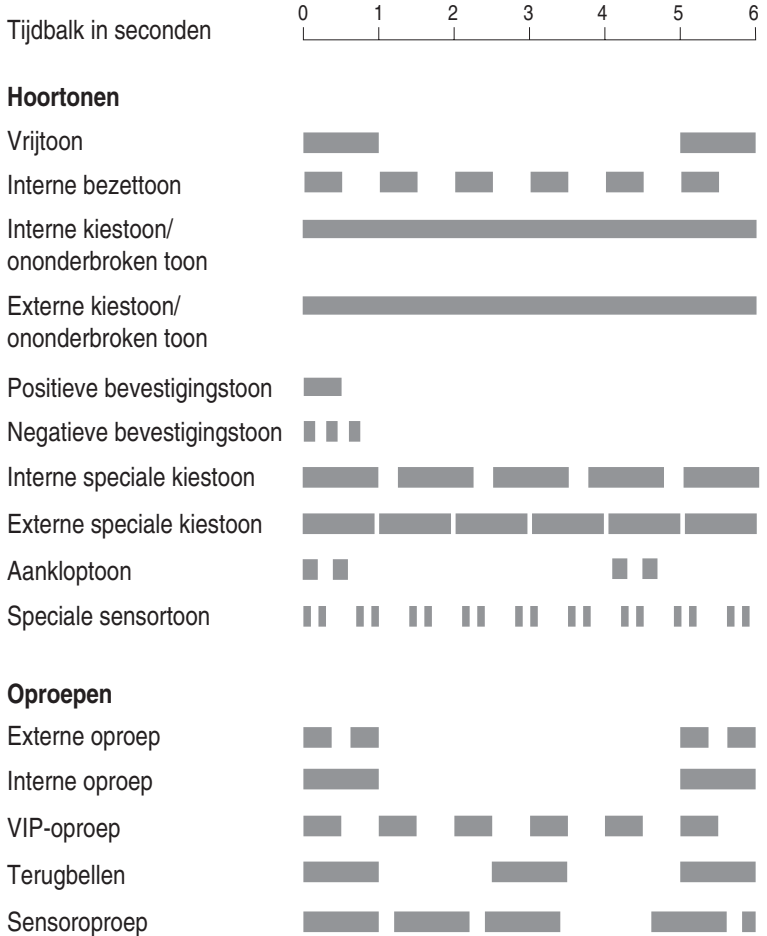 0 1 2 3 4 5 6
Tijdbalk in seconden
Hoortonen
Vrijtoon
Interne bezettoon
Interne kiestoon/
ononderbroken toon
Externe kiestoon/
ononderbroken toon
Positieve bevestigingstoon
Negatieve bevestigingstoon
Interne speciale kiestoon
Externe speciale kiestoon
Aankloptoon
Speciale sensortoon
Oproepen
Externe oproep
Interne oproep
VIP-oproep
Terugbellen
Sensoroproep